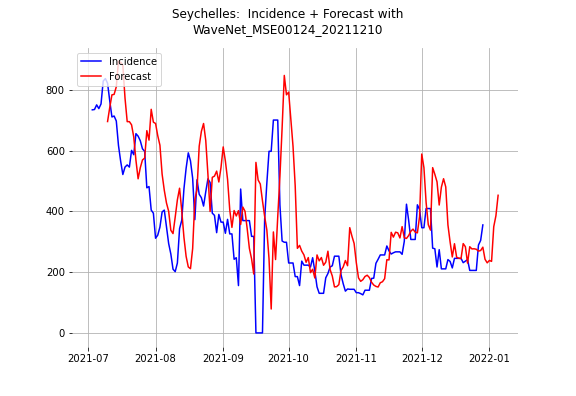 Seychelles:  Incidence + Forecast with
WaveNet_MSE00124_20211210
Incidence
Forecast
800
600
400
200
0
2021-07 2021-08 2021-09 2021-10 2021-11 2021-12 2022-01